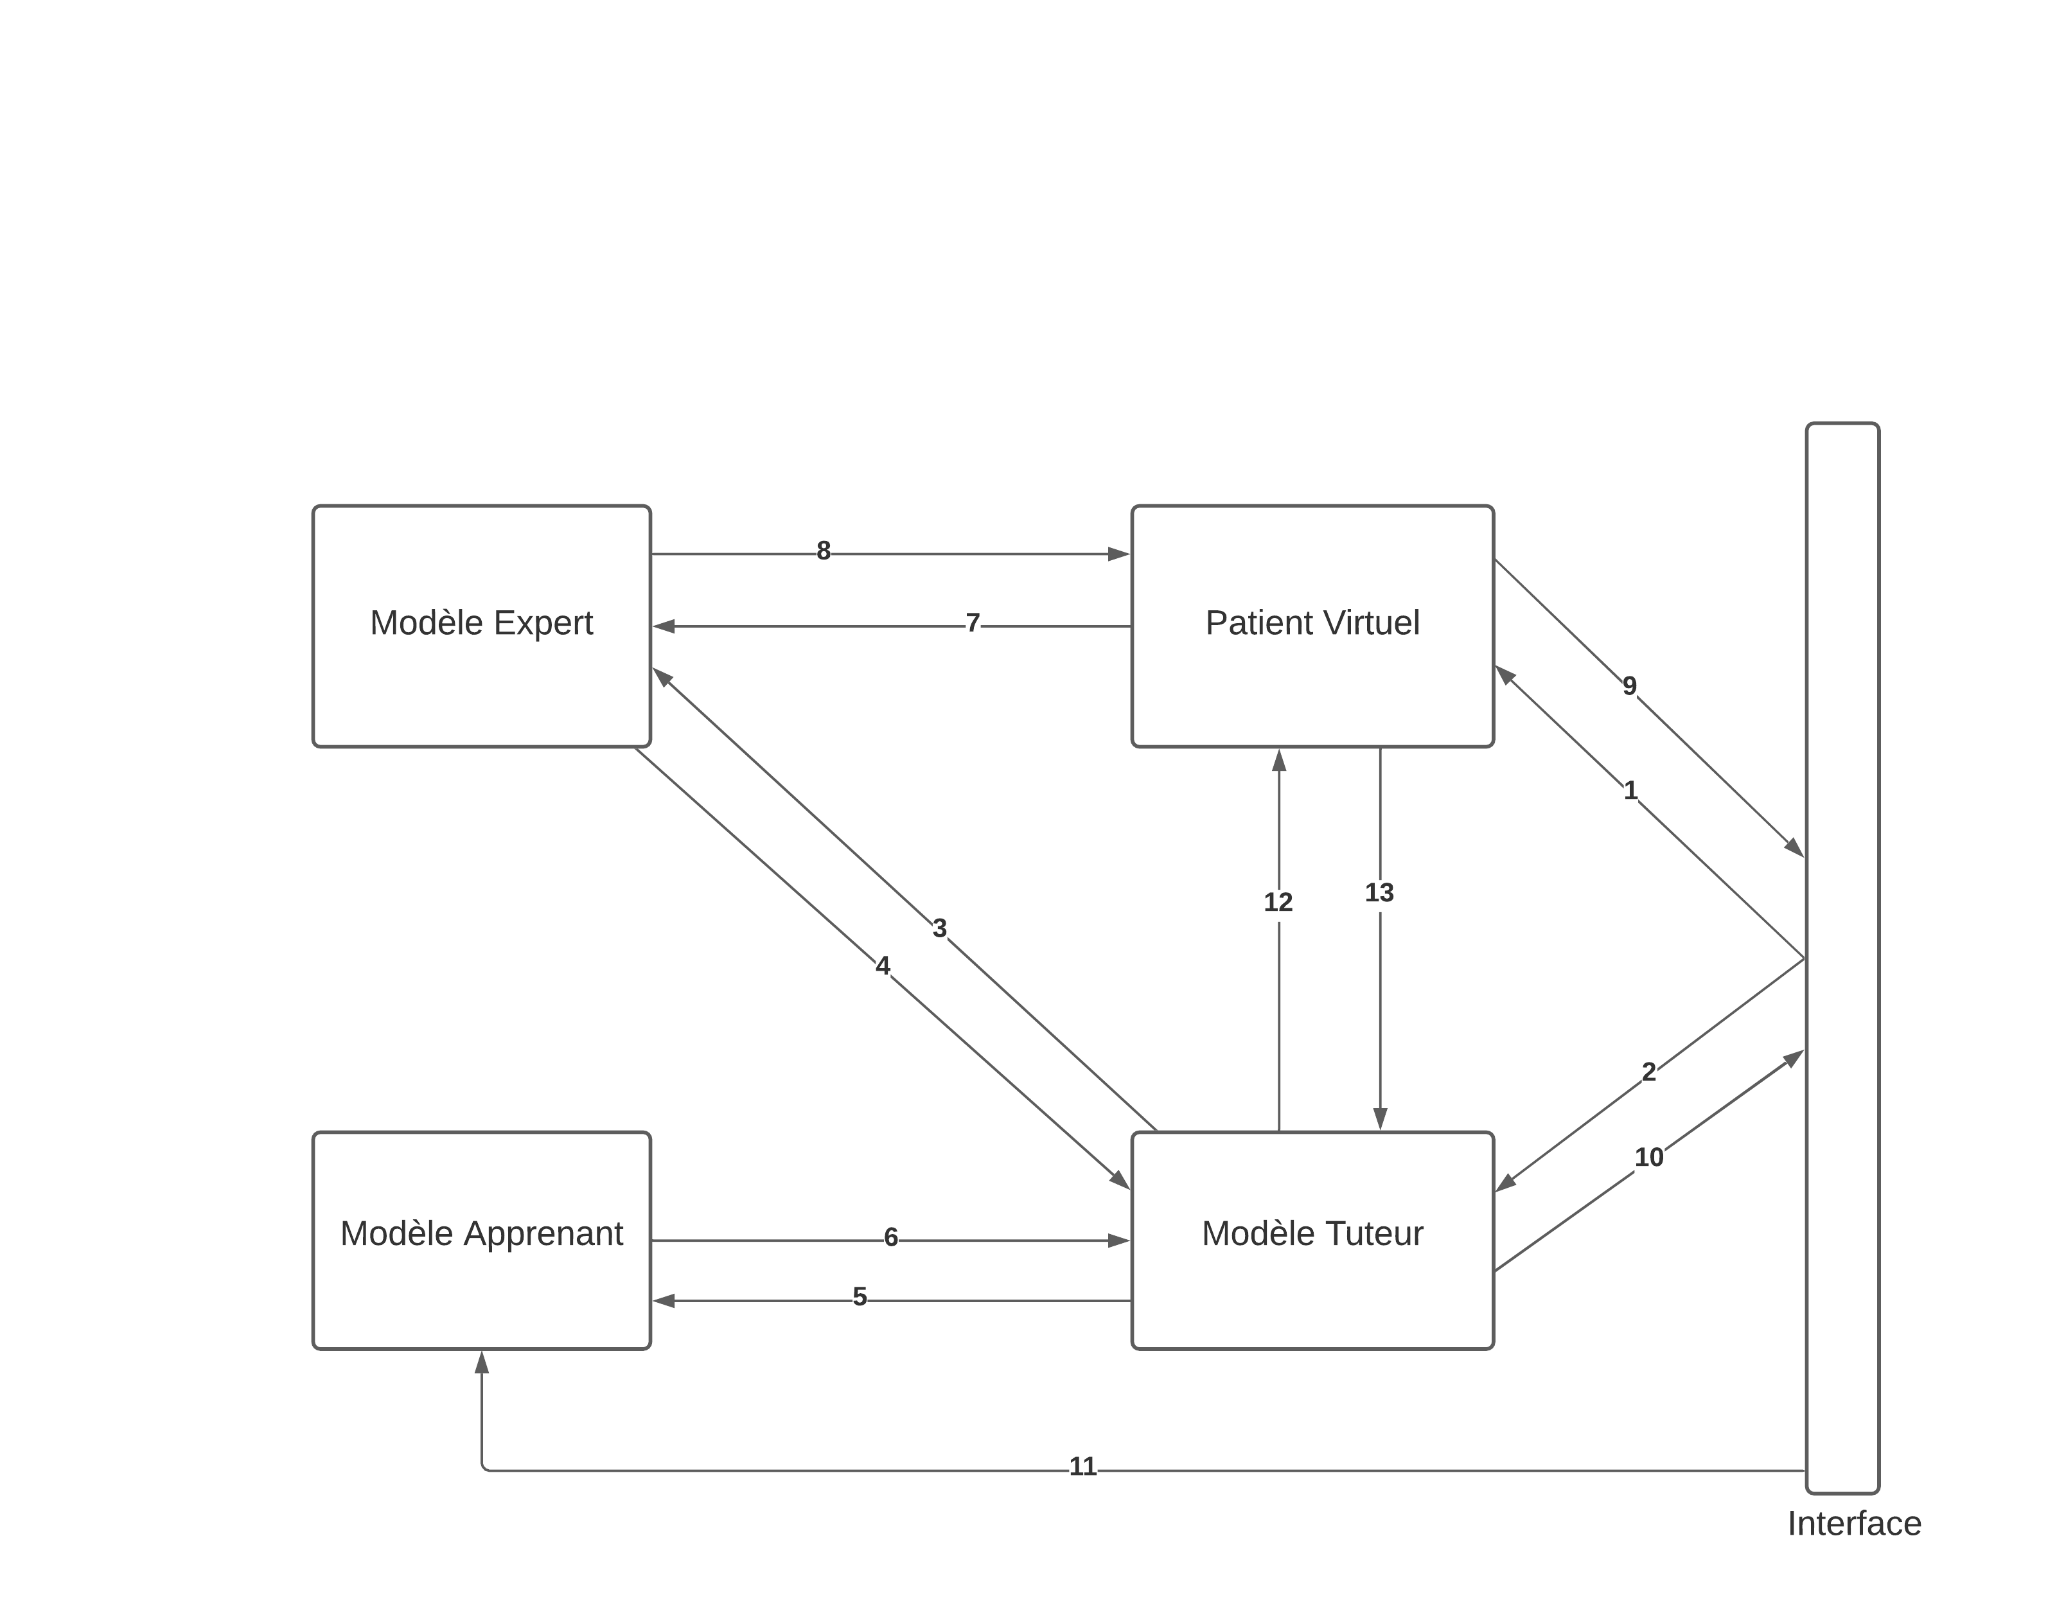 8
Modèle Expert
7
Patient Virtuel
9
1
12
13
3
4
2
10
Modèle Apprenant
6
Modèle Tuteur
5
11
Interface